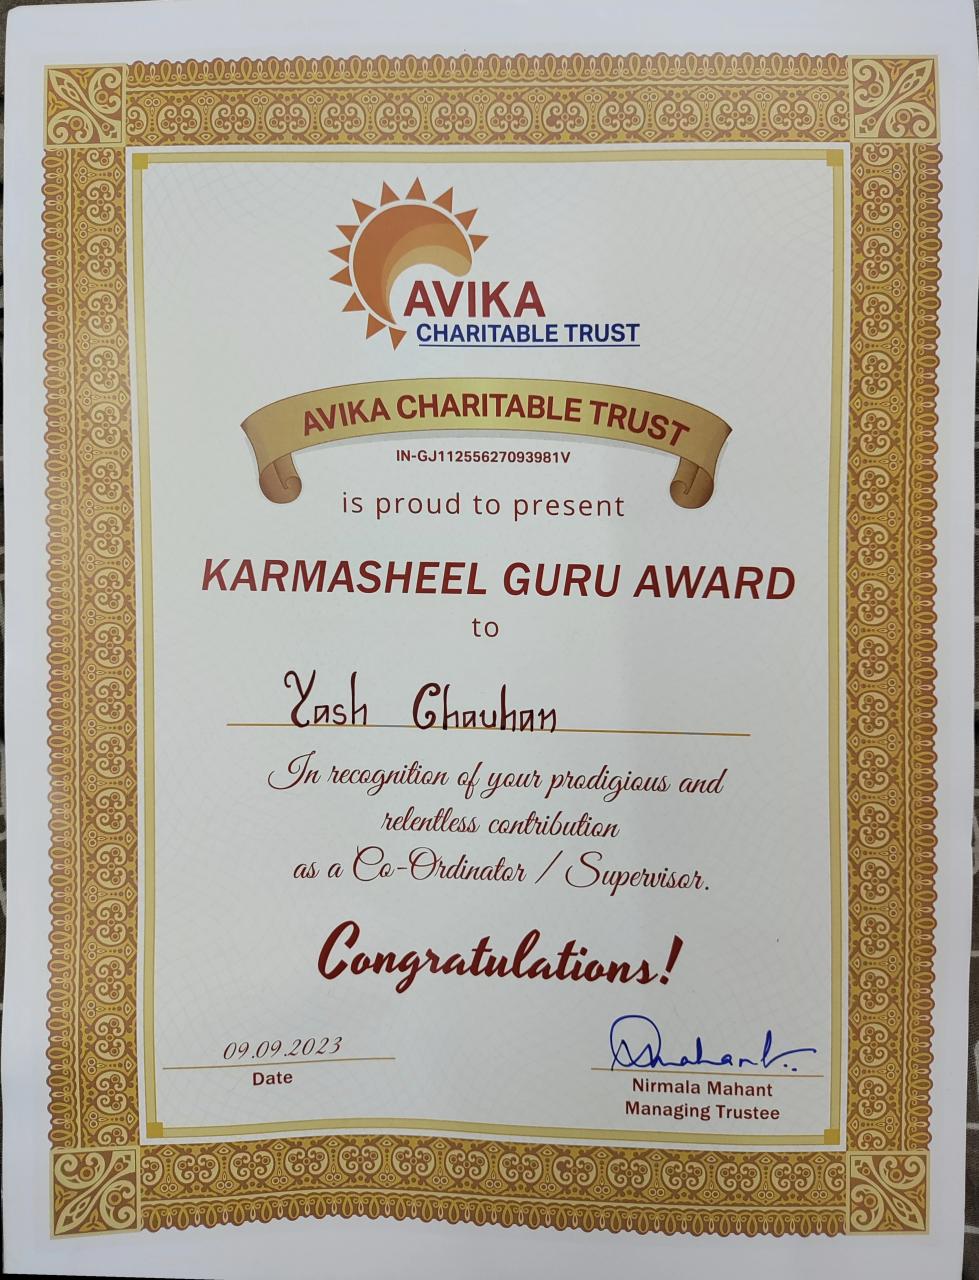 AVIKA
CHARITABLE TRUST
AVIKA CHARITABLE TRUST
IN-GJ11255627093981V
is proud to present
KARMASHEEL GURU AWARD
to
Yash Chauhan
In recognition of your prodigious and
relentless contribution
as a Co-Ordinator / Supervisor.
Congratulations!
09.09.2023
Date
Nmahant..
Nirmala Mahant
Managing Trustee